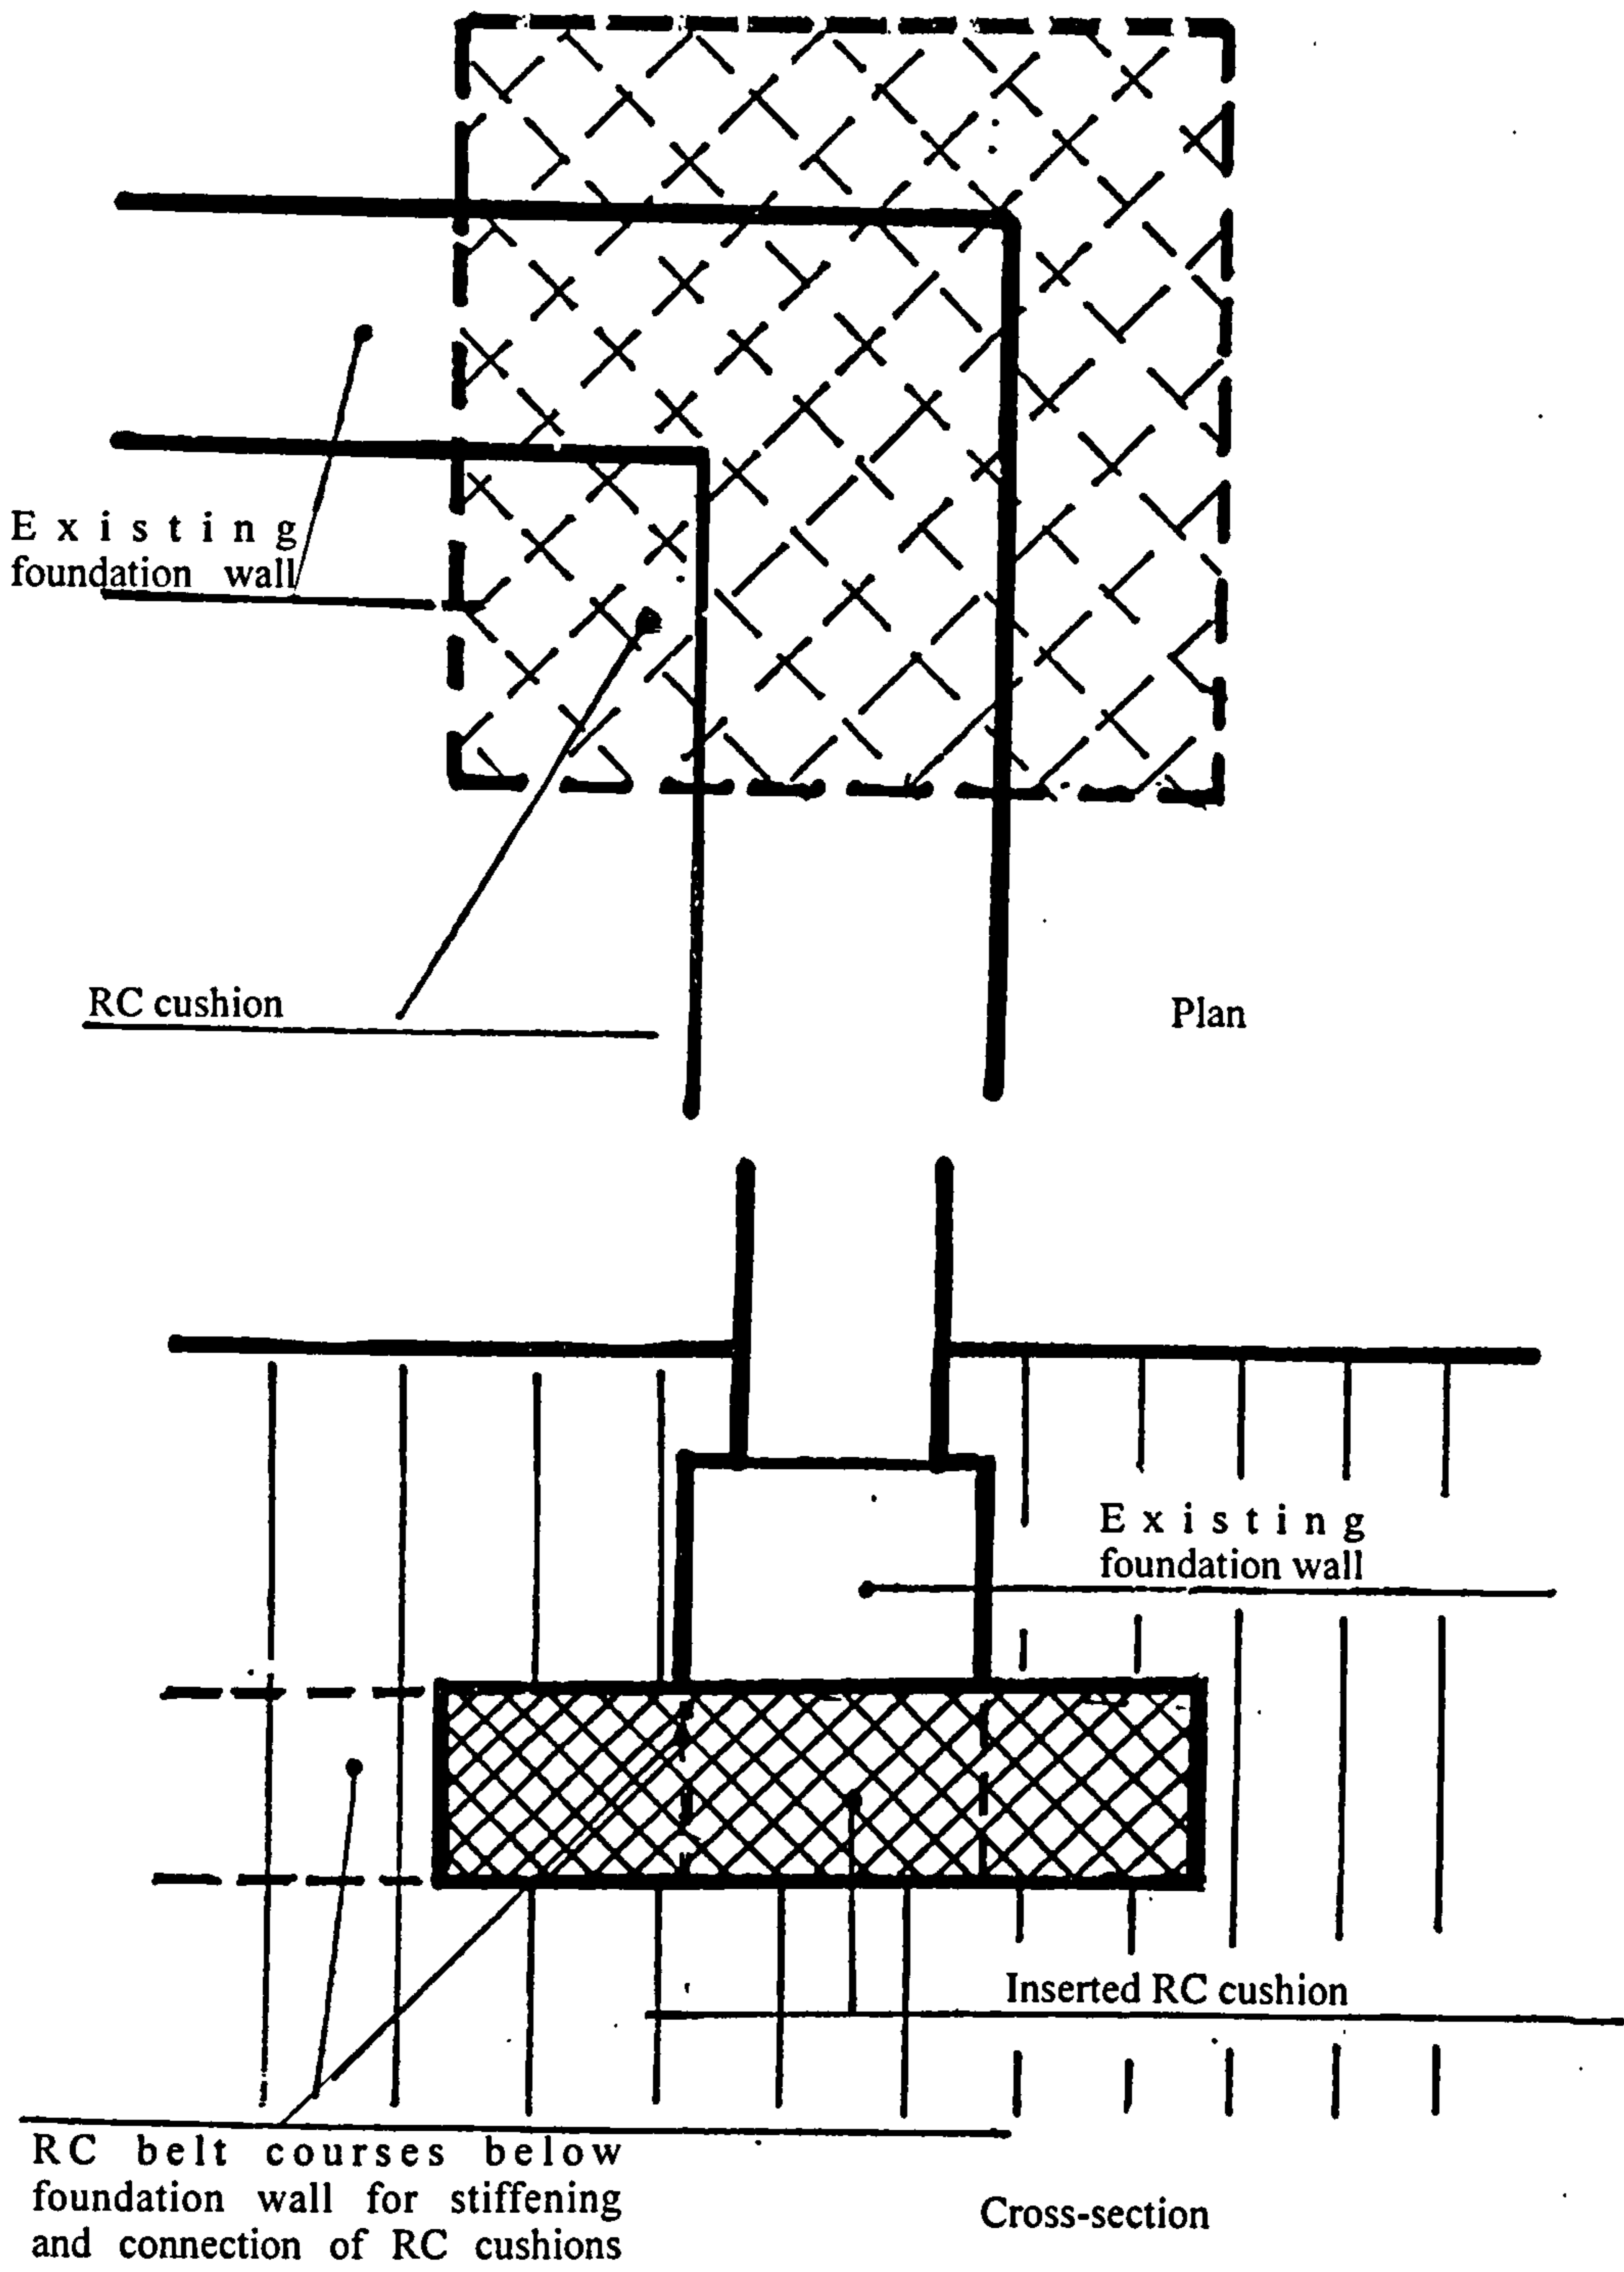 Existing
foundation wall
RC cushion
Plan
Existing
foundation wall
Inserted RC cushion
RC belt courses below
foundation wall for stiffening
and connection of RC cushions
Cross-section